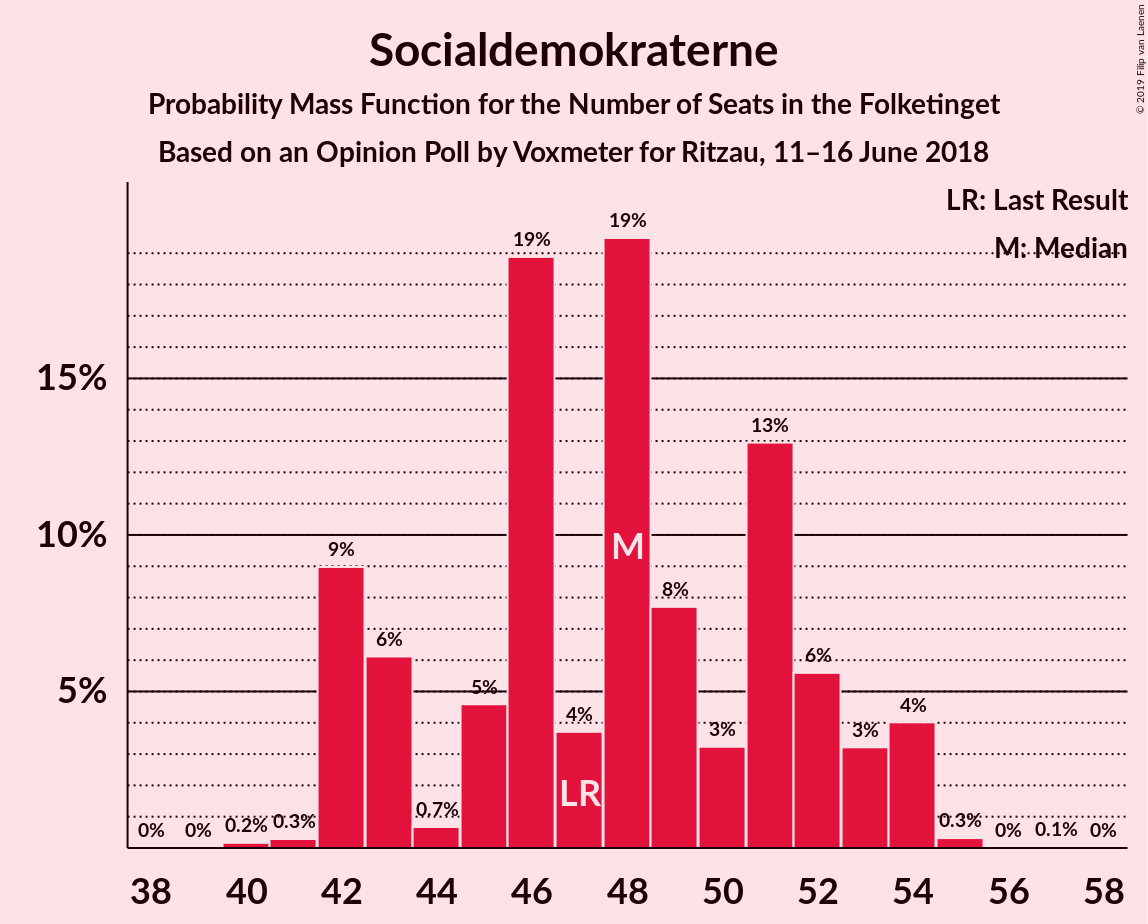 Socialdemokraterne
Probability Mass Function for the Number of Seats in the Folketinget
Based on an Opinion Poll by Voxmeter for Ritzau, 11–16 June 2018
© 2019 Filip van Laenen
LR: Last Result
M: Median
15%
10%
5%
0%
0%
0.2%
0.3%
9%
6%
0.7%
5%
19%
4%
19%
8%
3%
13%
6%
3%
4%
0.3%
0%
0.1%
0%
LR
M
38 40 42 44 46 48 50 52 54 56 58